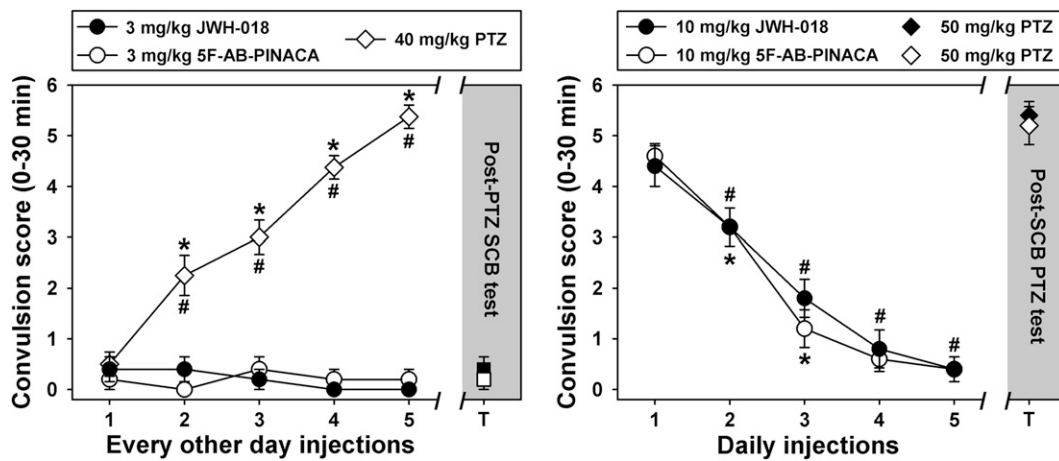 3 mg/kg JWH-018
3 mg/kg 5F-AB-PINACA
40 mg/kg PTZ
Convulsion score (0-30 min)
6
5
4
3
2
1
0
*
#
*
#
*
#
*
#
Post-PTZ SCB test
1 2 3 4 5 T
Every other day injections
10 mg/kg JWH-018 50 mg/kg PTZ
10 mg/kg 5F-AB-PINACA 50 mg/kg PTZ
Convulsion score (0-30 min)
6
5
4
3
2
1
0
#
*
#
*
#
#
Post-SCB PTZ test
1 2 3 4 5 T
Daily injections